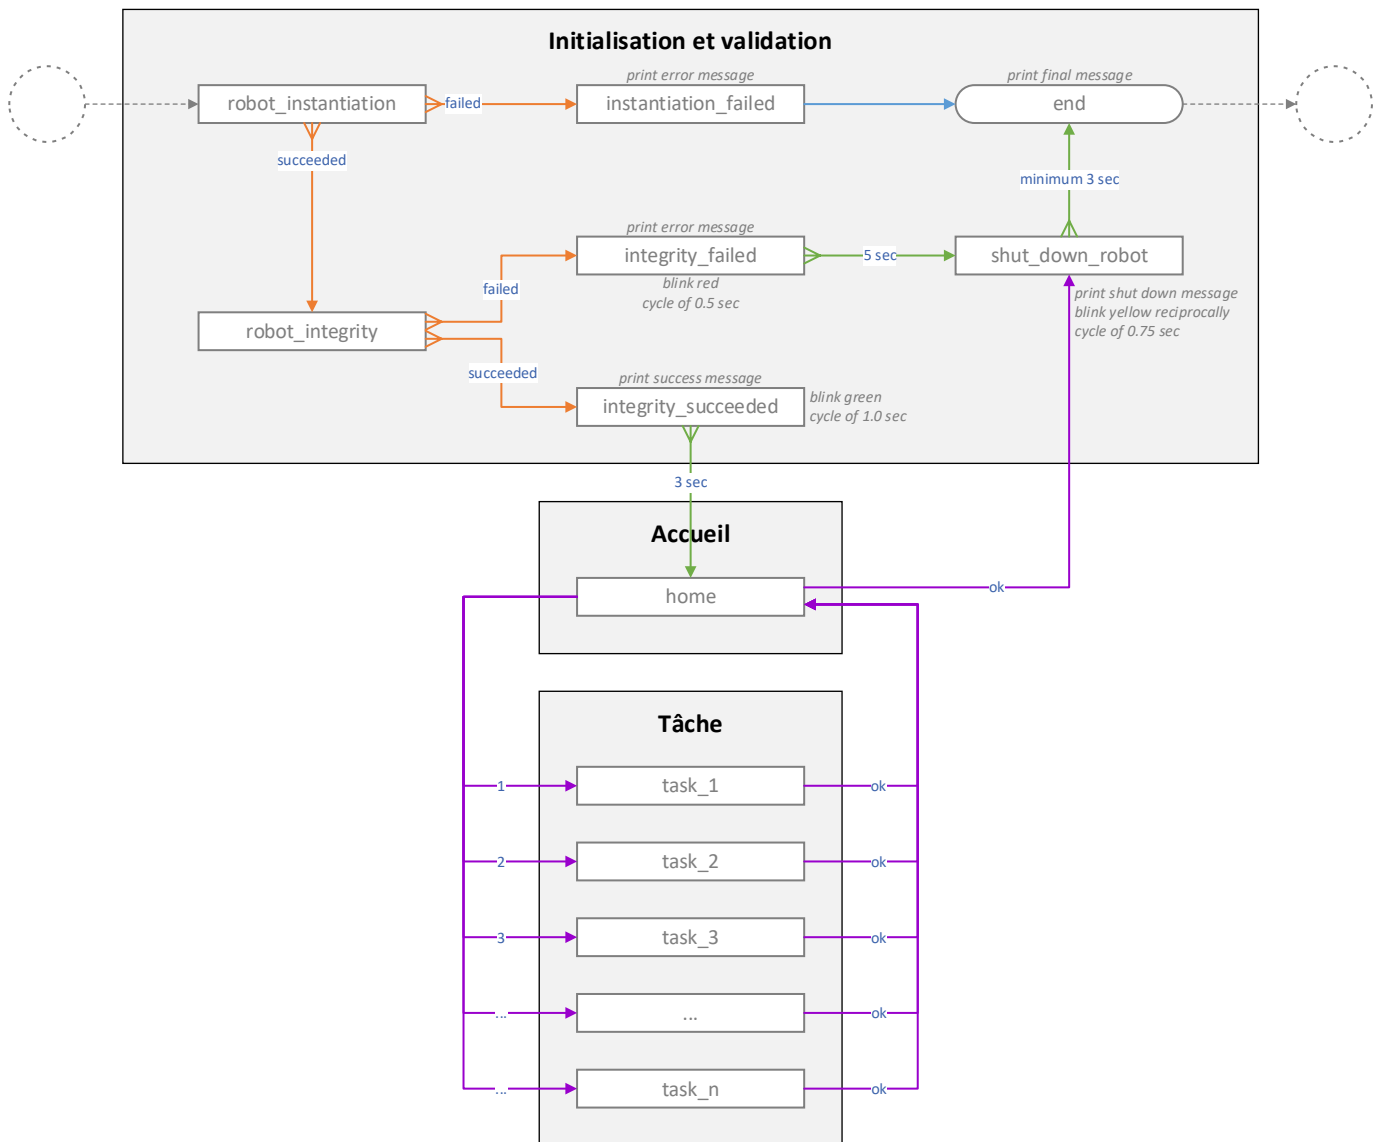 Initialisation et validation
print error message
print final message
robot_instantiation
failed
instantiation_failed
end
succeeded
minimum 3 sec
print error message
integrity_failed
5 sec
shut_down_robot
blink red
cycle of 0.5 sec
failed
print shut down message
blink yellow reciprocally
cycle of 0.75 sec
robot_integrity
succeeded
print success message
integrity_succeeded
blink green
cycle of 1.0 sec
3 sec
Accueil
home
ok
Tâche
1
task_1
ok
2
task_2
ok
3
task_3
ok
...
...
ok
...
task_n
ok